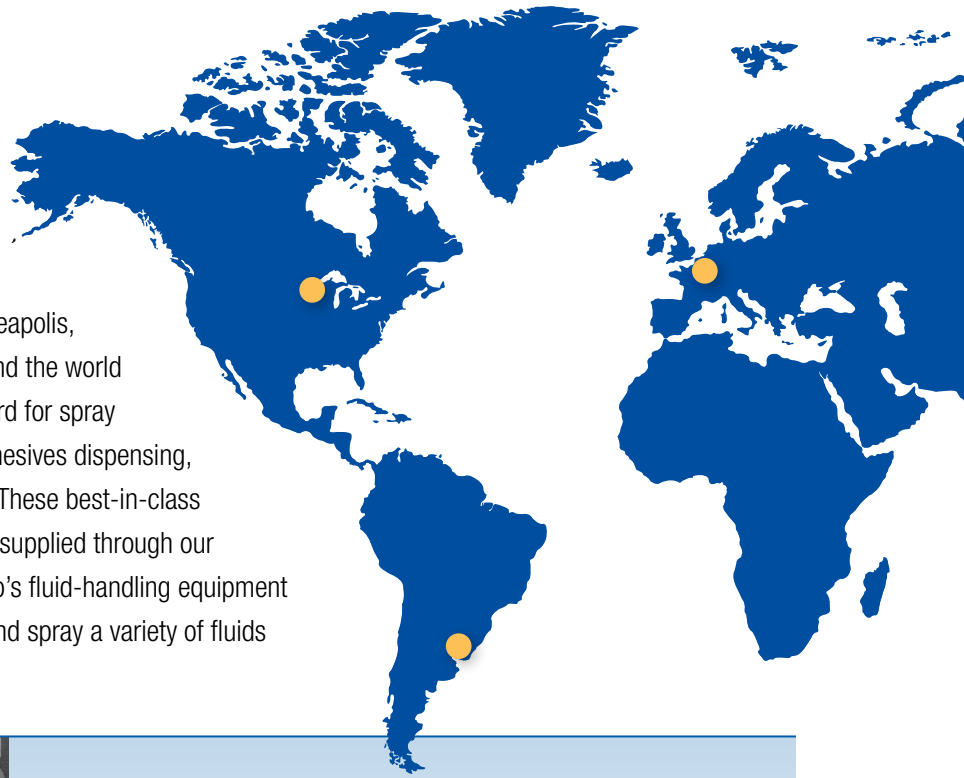 eapolis,
nd the world
rd for spray
hesives dispensing,
These best-in-class
supplied through our
o’s fluid-handling equipment
nd spray a variety of fluids